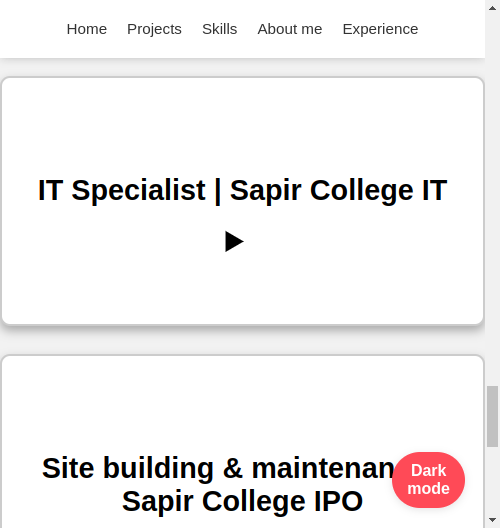 Home Projects Skills About me Experience
IT Specialist | Sapir College IT
Site building & maintenan
Sapir College IPO
Dark
mode